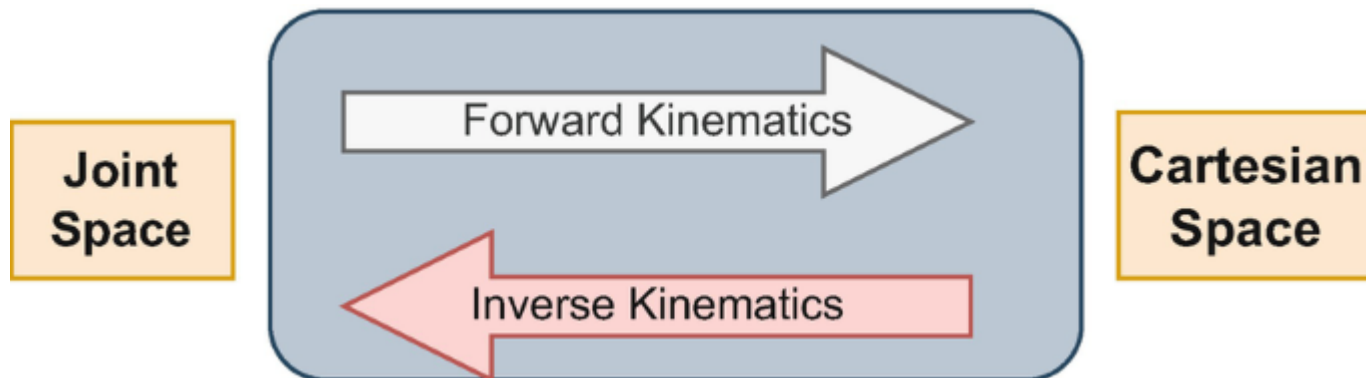 Forward Kinematics
Joint
Space
Cartesian
Space
Inverse Kinematics